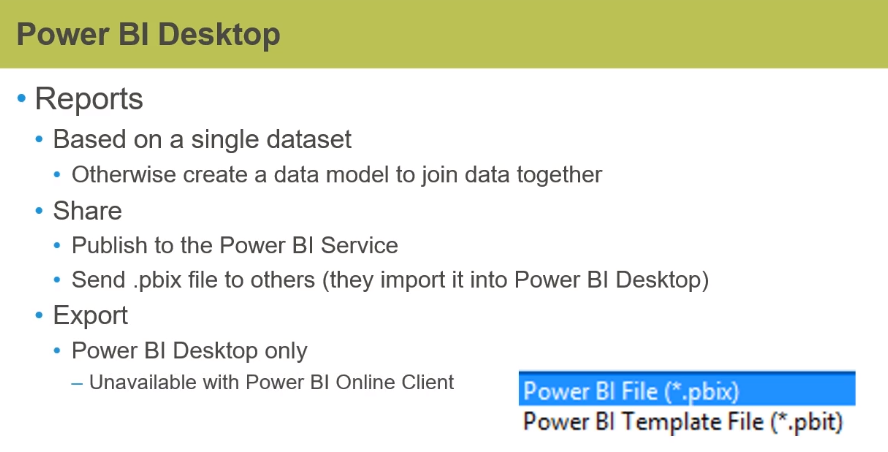 Power BI Desktop
• Reports
• Based on a single dataset
• Otherwise create a data model to join data together
• Share
• Publish to the Power BI Service
• Send .pbix file to others (they import it into Power BI Desktop)
• Export
• Power BI Desktop only
– Unavailable with Power BI Online Client
Power BI File (*.pbix)
Power BI Template File (*.pbit)